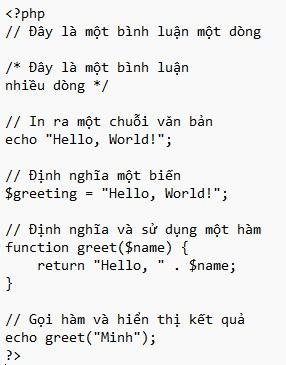 <?php
// Đây là một bình luận một dòng
/* Đây là một bình luận
nhiều dòng */
// In ra một chuỗi văn bản
echo "Hello, World!";
// Định nghĩa một biến
$greeting = "Hello, World!";
// Định nghĩa và sử dụng một hàm
function greet($name) {
    return "Hello, " . $name;
}
// Gọi hàm và hiển thị kết quả
echo greet("Minh");
?>